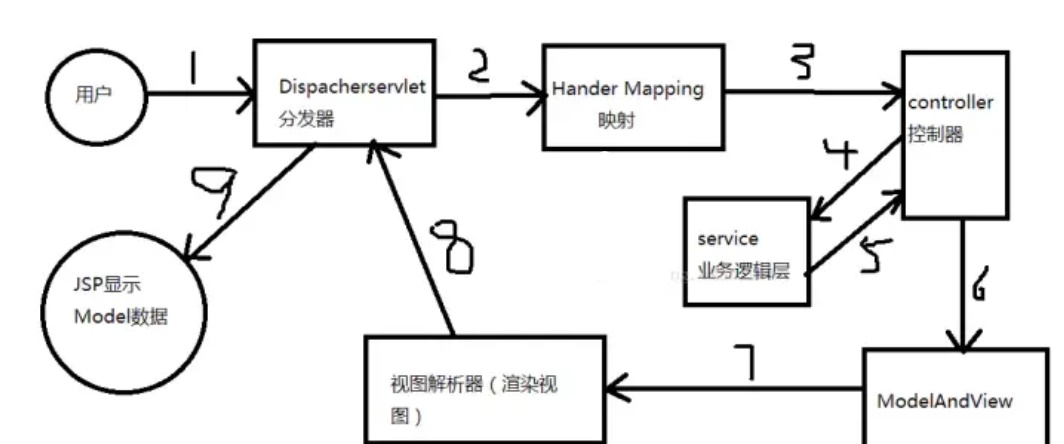 1
2
3
用户
Dispacherservlet
分发器
Hander Mapping
映射
controller
控制器
4
5
service
业务逻辑层
6
9
8
JSP显示
Model数据
7
视图解析器（渲染视
图）
ModelAndView